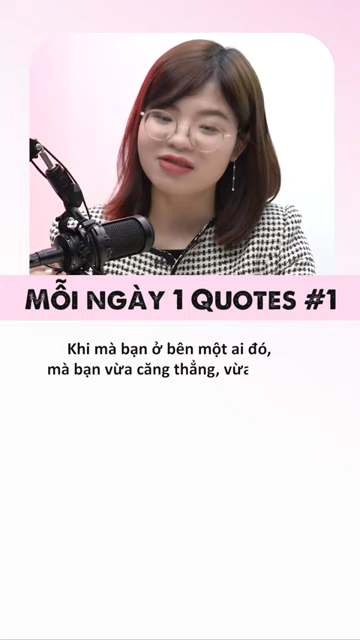 MỖI NGÀY 1 QUOTES #1
Khi mà bạn ở bên một ai đó,
mà bạn vừa căng thẳng, vừa